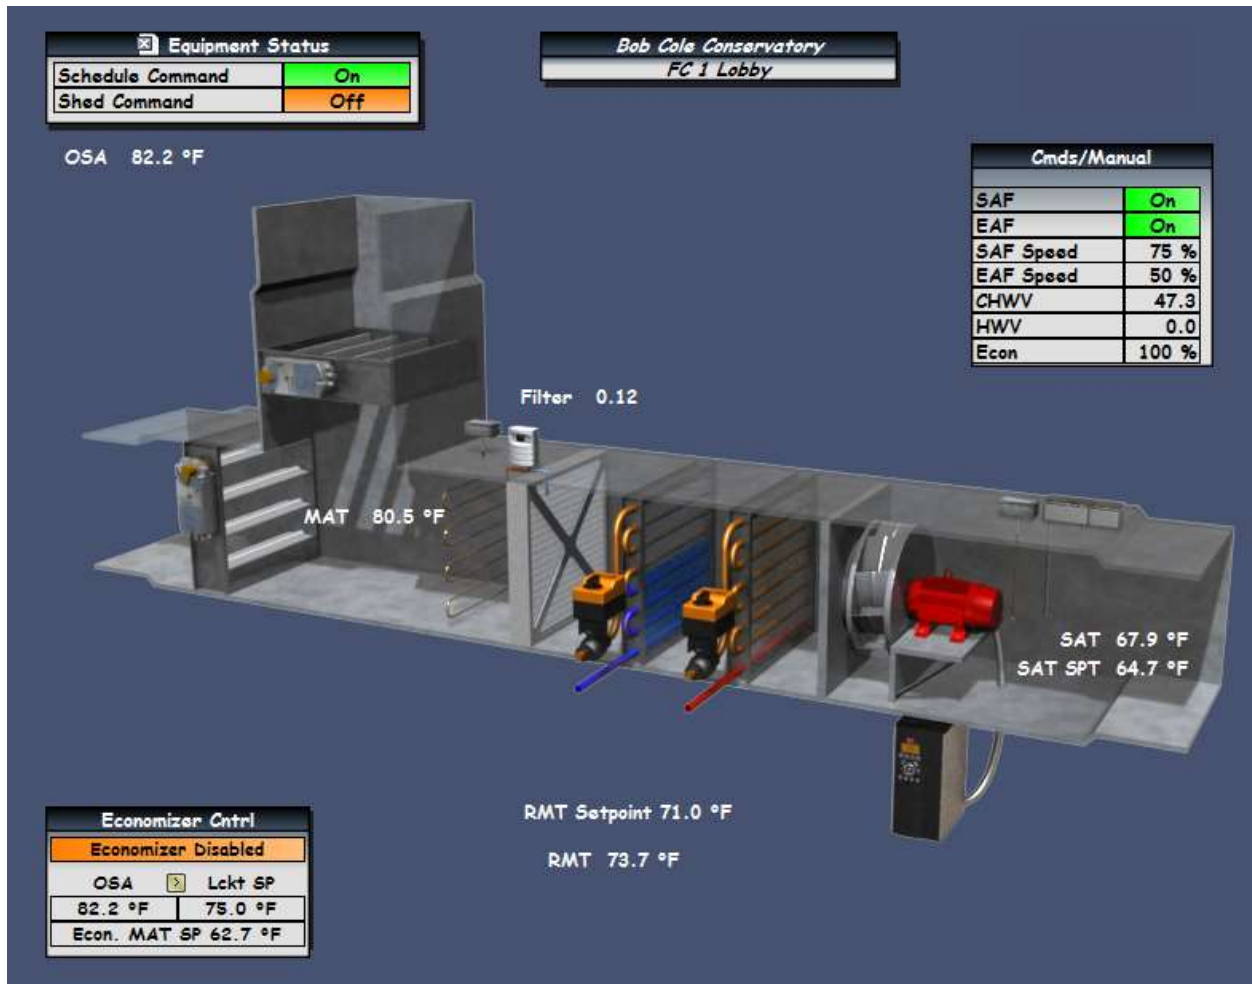 Equipment Status
Schedule Command On
Shed Command Off
Bob Cole Conservatory
FC 1 Lobby
OSA 82.2 °F
Cmds/Manual
SAF On
EAF On
SAF Speed 75 %
EAF Speed 50 %
CHWV 47.3
HWV 0.0
Econ 100 %
Filter 0.12
MAT 80.5 °F
SAT 67.9 °F
SAT SPT 64.7 °F
RMT Setpoint 71.0 °F
RMT 73.7 °F
Economizer Cntrl
Economizer Disabled
OSA > Lckt SP
82.2 °F 75.0 °F
Econ. MAT SP 62.7 °F